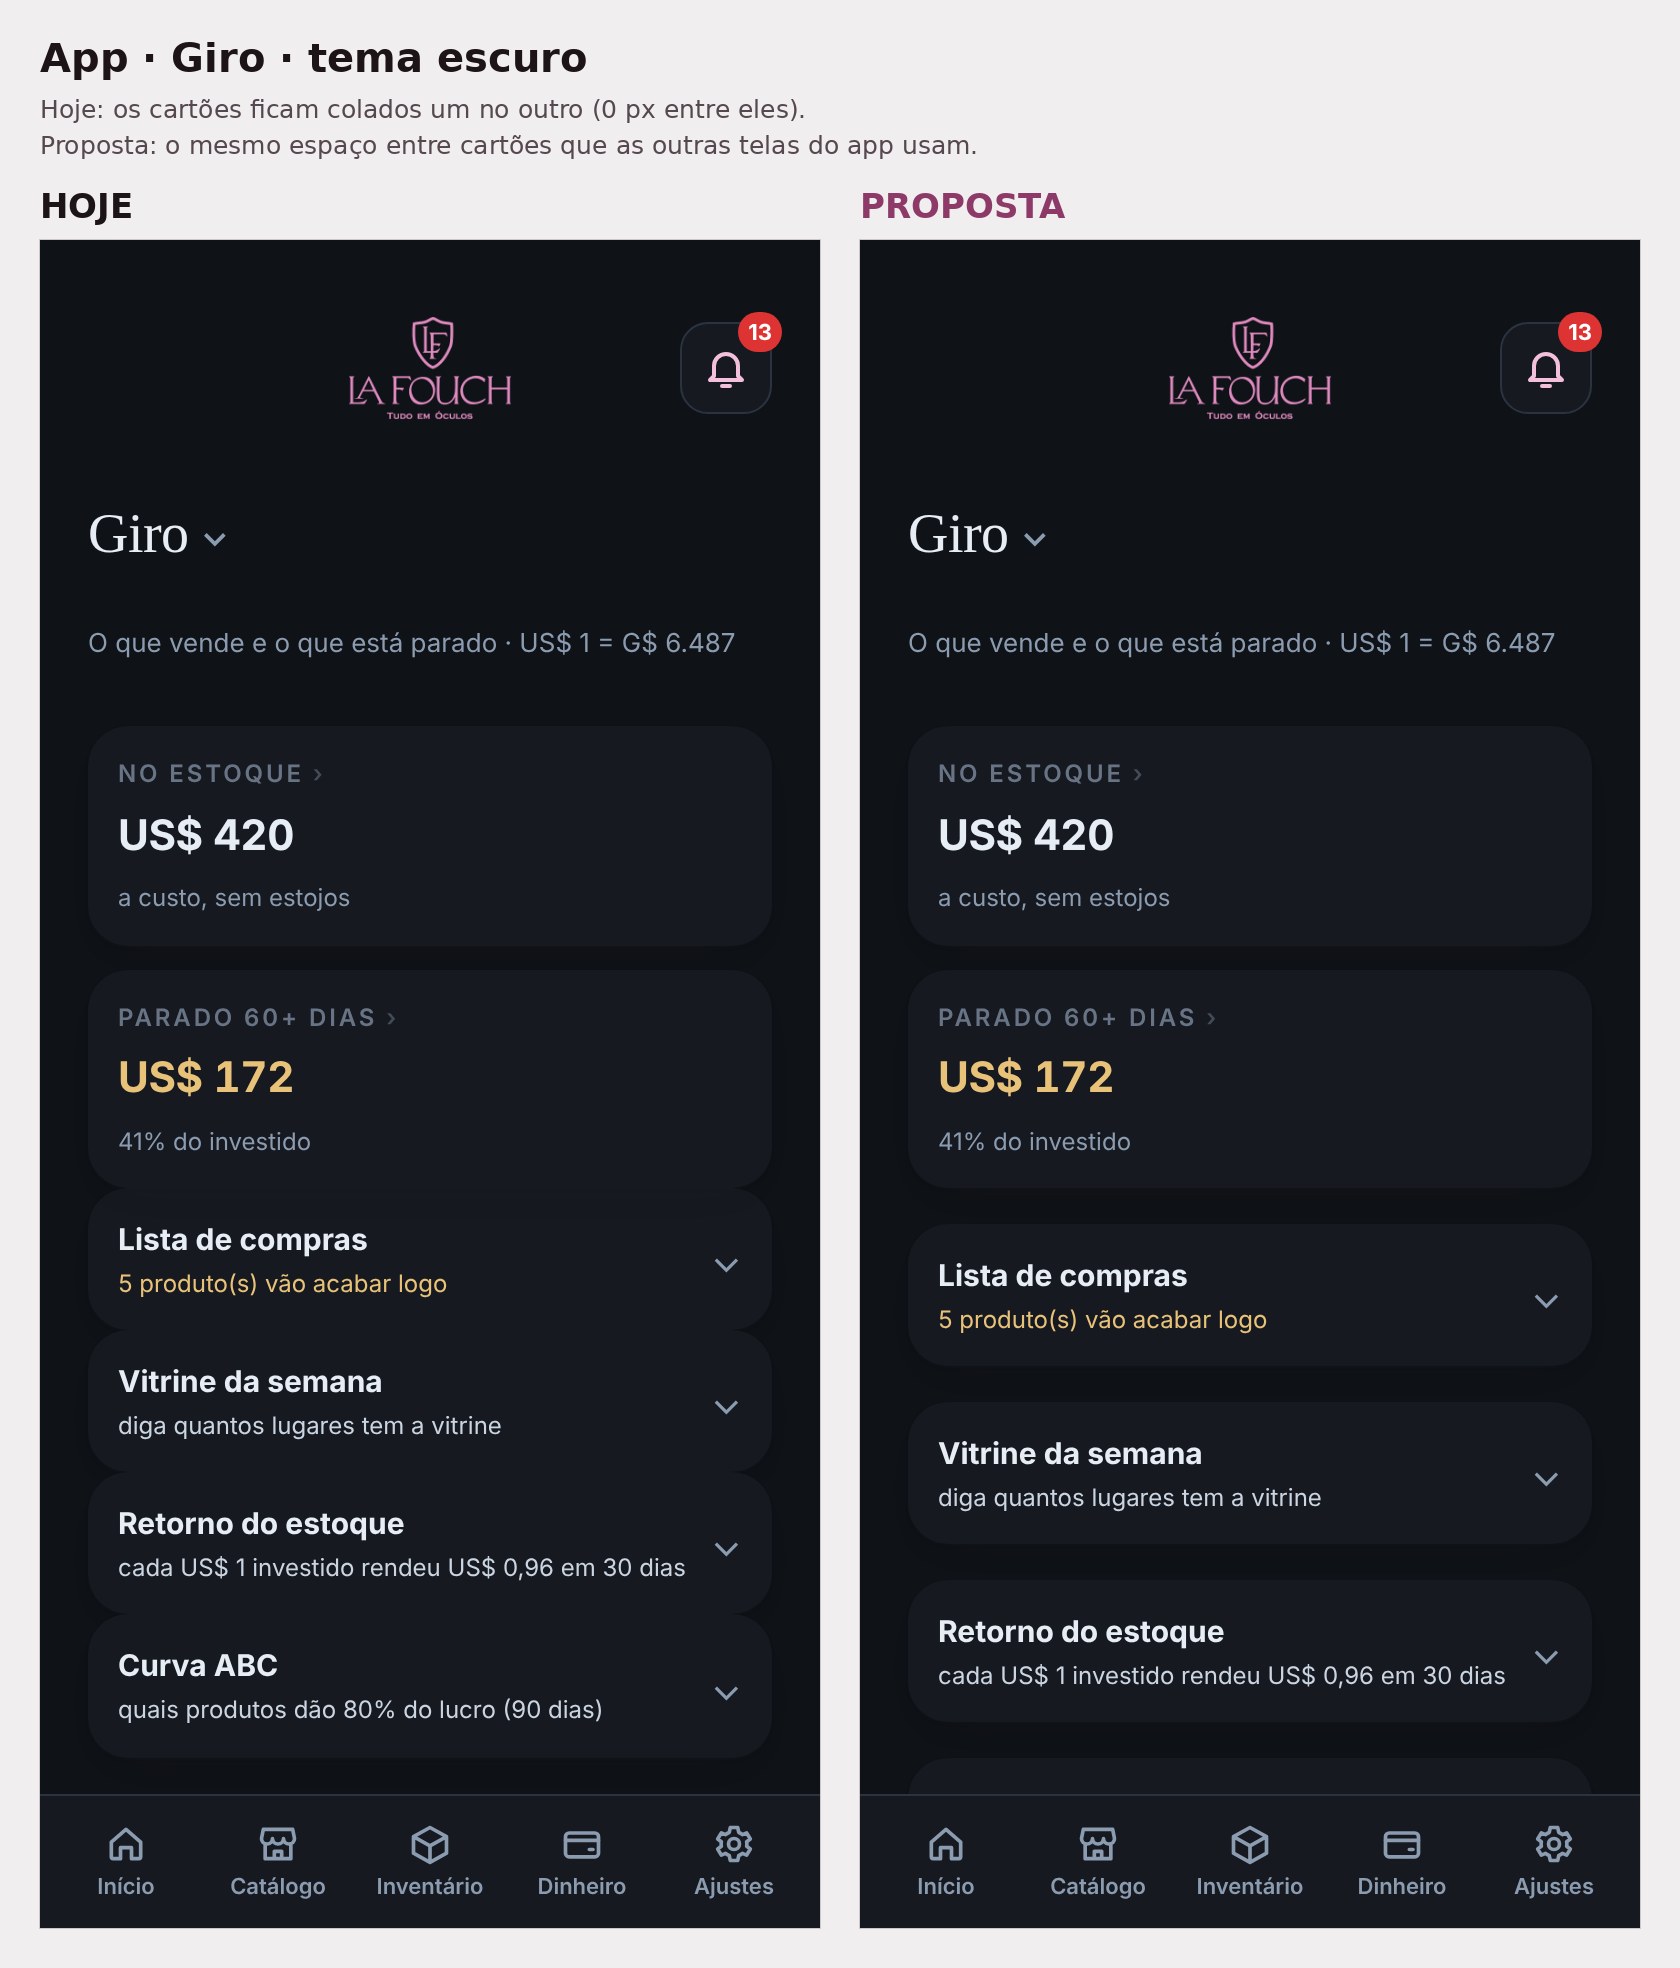 App · Giro · tema escuro
Hoje: os cartões ficam colados um no outro (0 px entre eles).
Proposta: o mesmo espaço entre cartões que as outras telas do app usam.
HOJE
LF
LA FOUCH
TUDO EM ÓCULOS
13
Giro
O que vende e o que está parado · US$ 1 = G$ 6.487
NO ESTOQUE ›
US$ 420
a custo, sem estojos
PARADO 60+ DIAS ›
US$ 172
41% do investido
Lista de compras
5 produto(s) vão acabar logo
Vitrine da semana
diga quantos lugares tem a vitrine
Retorno do estoque
cada US$ 1 investido rendeu US$ 0,96 em 30 dias
Curva ABC
quais produtos dão 80% do lucro (90 dias)
Início Catálogo Inventário Dinheiro Ajustes
PROPOSTA
LF
LA FOUCH
TUDO EM ÓCULOS
13
Giro
O que vende e o que está parado · US$ 1 = G$ 6.487
NO ESTOQUE ›
US$ 420
a custo, sem estojos
PARADO 60+ DIAS ›
US$ 172
41% do investido
Lista de compras
5 produto(s) vão acabar logo
Vitrine da semana
diga quantos lugares tem a vitrine
Retorno do estoque
cada US$ 1 investido rendeu US$ 0,96 em 30 dias
Início Catálogo Inventário Dinheiro Ajustes